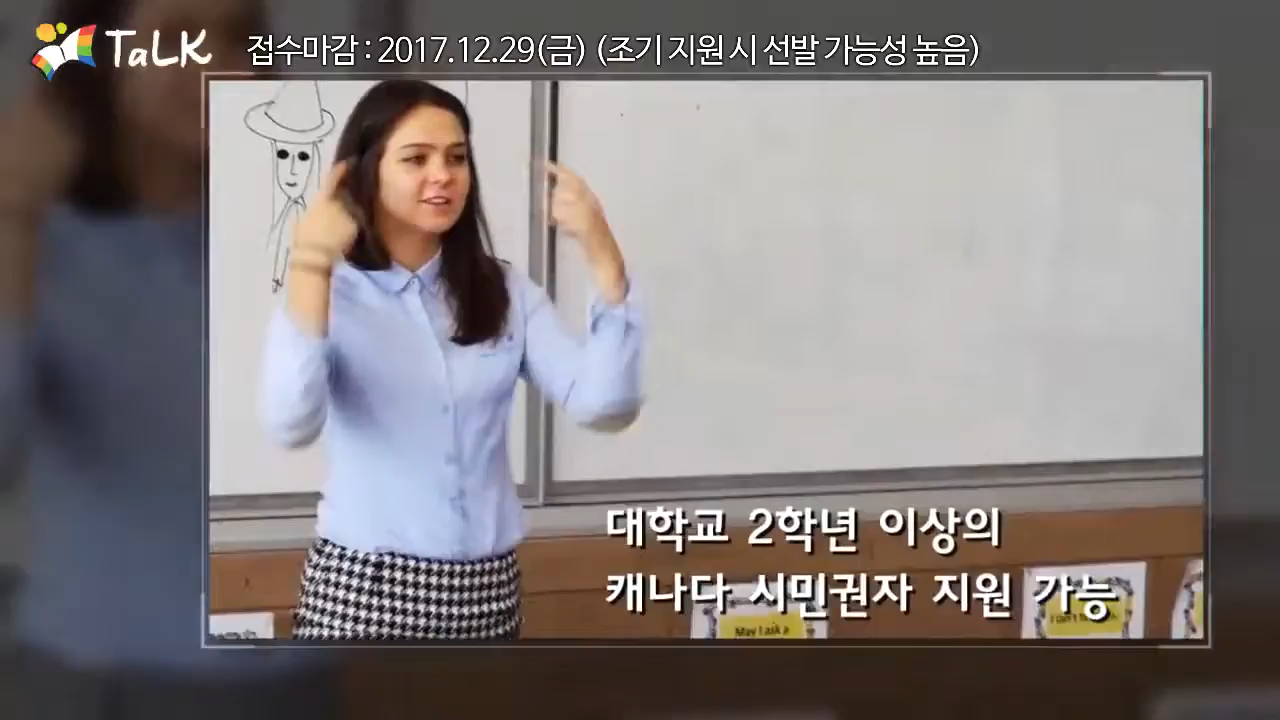 TaLK
접수마감 : 2017.12.29(금) (조기 지원 시 선발 가능성 높음)
대학교 2학년 이상의
캐나다 시민권자 지원 가능
May I ask a
I can't